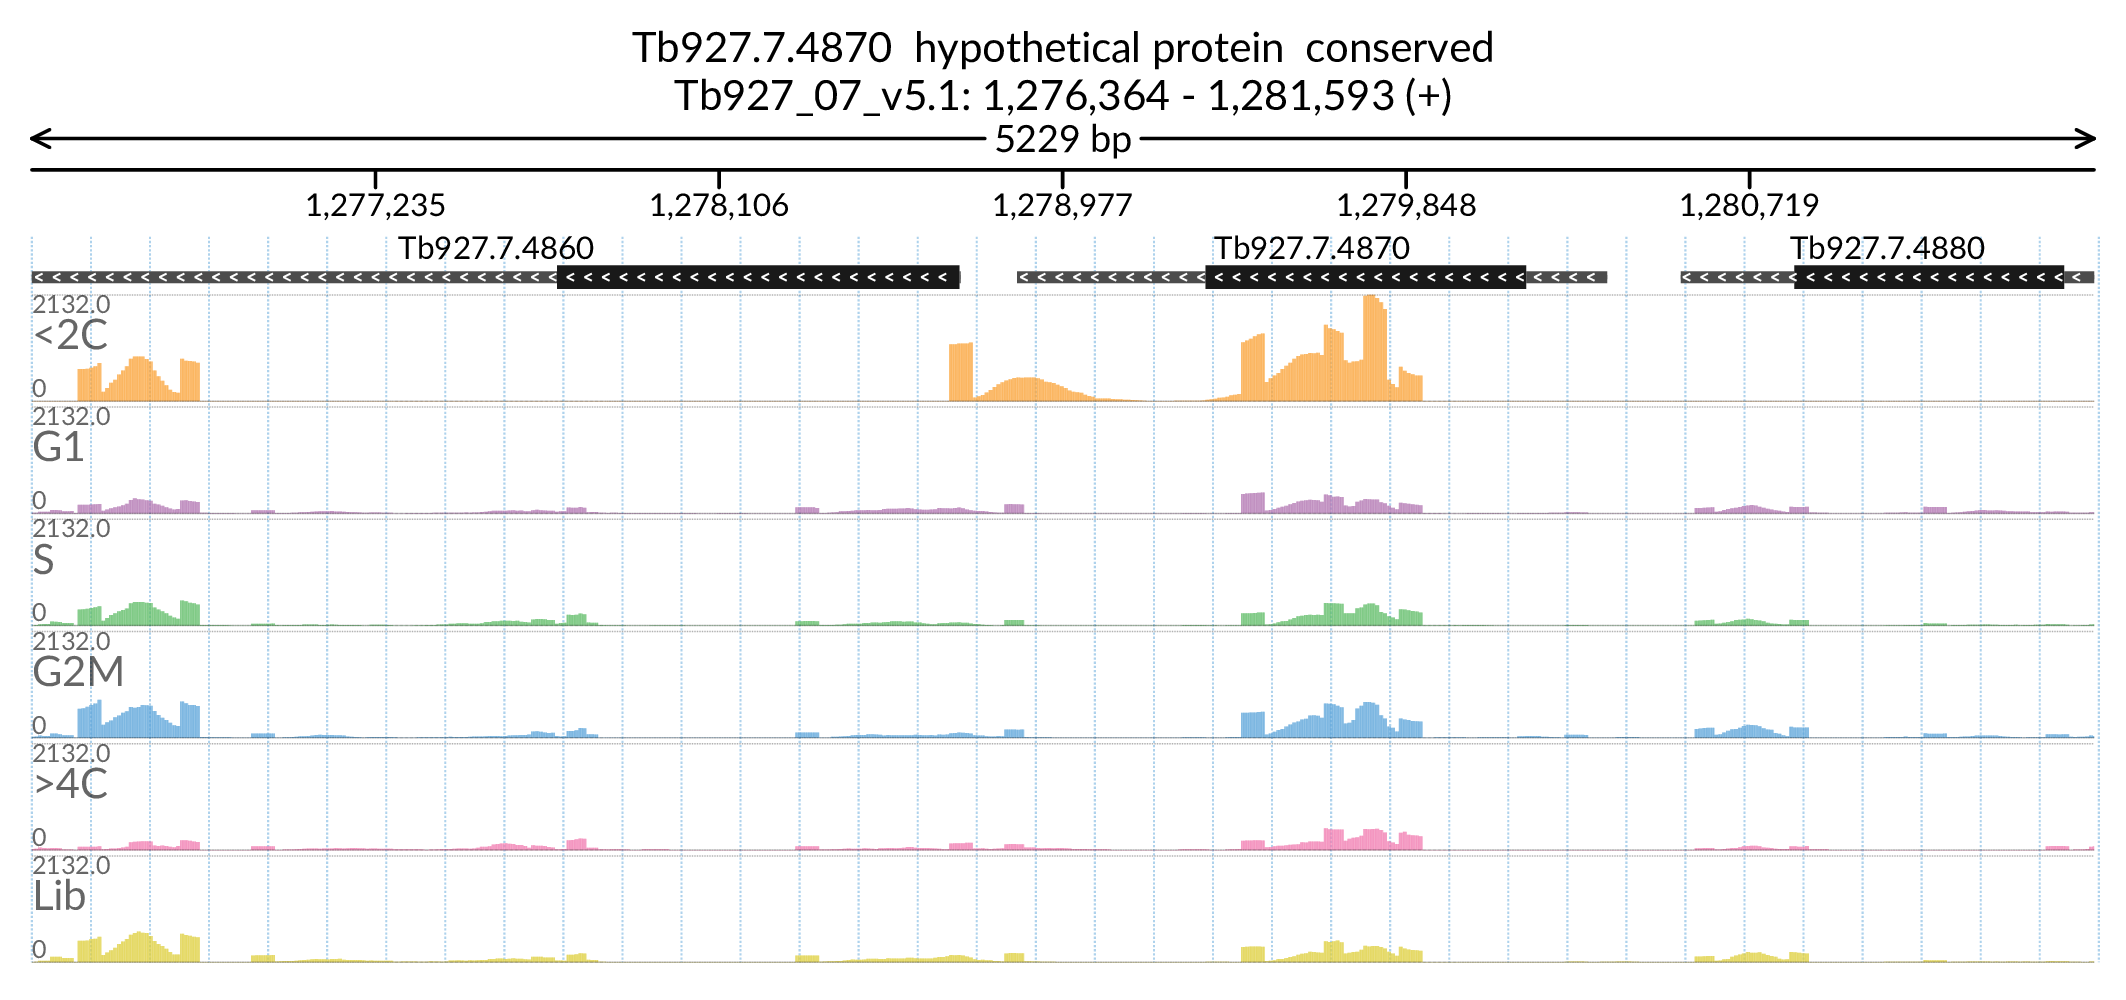 Tb927.7.4870  hypothetical protein  conserved
Tb927_07_v5.1: 1,276,364 - 1,281,593 (+)
5229 bp
1,277,235 1,278,106 1,278,977 1,279,848 1,280,719
Tb927.7.4860 Tb927.7.4870 Tb927.7.4880
2132.0
<2C
0
2132.0
G1
0
2132.0
S
0
2132.0
G2M
0
2132.0
>4C
0
2132.0
Lib
0